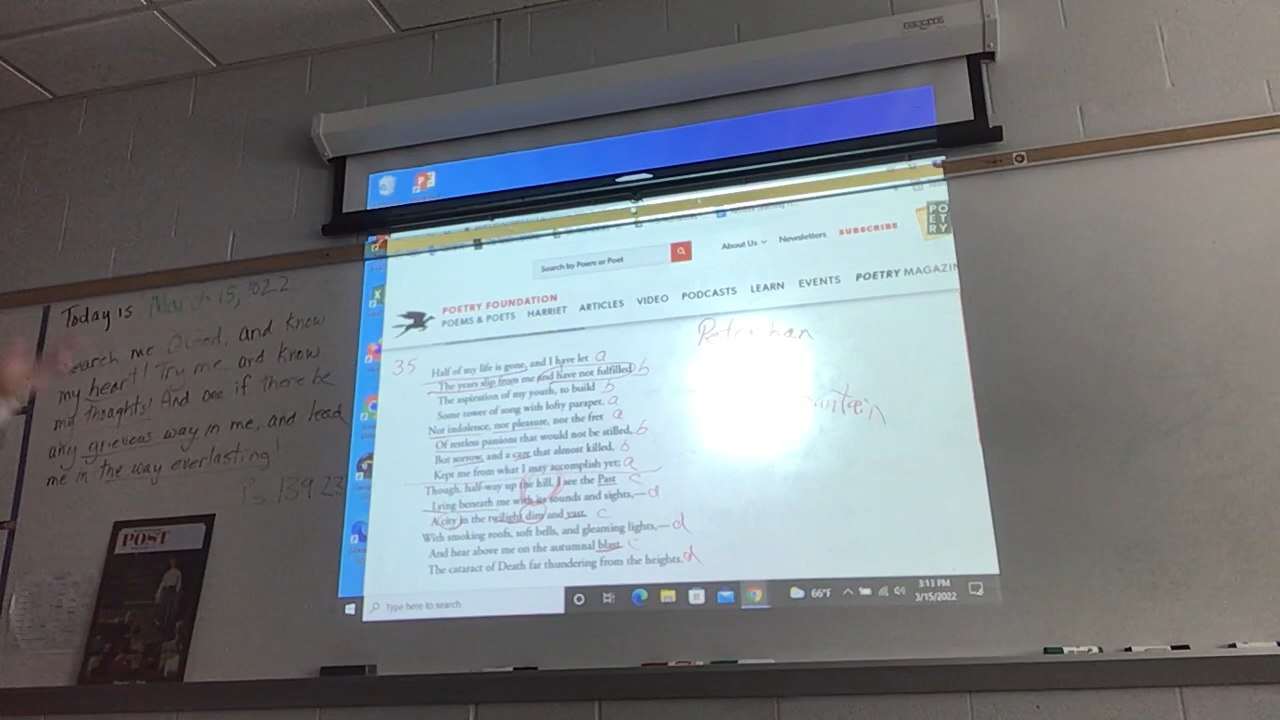 Today is March 15, 1022
Search me O God, and know
my heart! Try me and know
my thoughts! And see if there be
any grievous way in me, and lead
me in the way everlasting!
Ps 139 23
POST
Search by Poem or Poet
About Us
Newsletters
SUBSCRIBE
PO
ET
RY
POETRY FOUNDATION
POEMS & POETS HARRIET ARTICLES VIDEO PODCASTS LEARN EVENTS POETRY MAGAZIN
35
Half of my life is gone, and I have let a
The years slip from me and have not fulfilled b
The aspiration of my youth, to build b
Some tower of song with lofty parapet. a
Not indolence, not pleasure, nor the fret a
Of restless passions that would not be stilled, b
But sorrow, and a care that almost killed, b
Kept me from what I may accomplish yet; a
Though, half-way up the hill, I see the Past c
Lying beneath me with its sounds and sights,— d
A city in the twilight dim and vast, c
With smoking roofs, soft bells, and gleaming lights,— d
And hear above me on the autumnal blast c
The cataract of Death far thundering from the heights. d
Type here to search
66°F
3:13 PM
3/15/2022